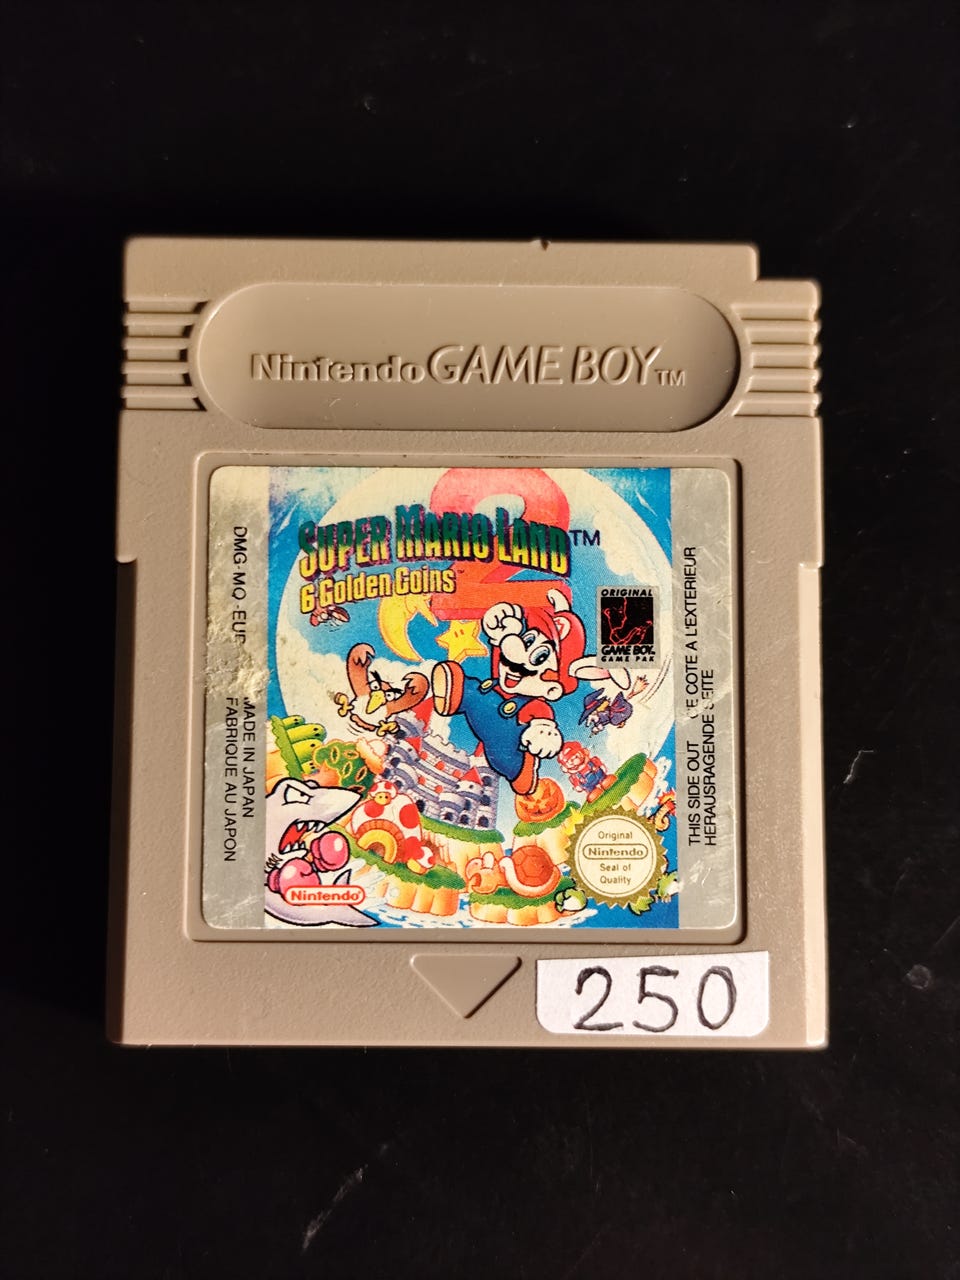 Nintendo GAME BOY TM
2
SUPER MARIO LAND TM
6 Golden Coins
ORIGINAL
GAME BOY
GAME PAK
DMG-MQ-EUR
MADE IN JAPAN
FABRIQUE AU JAPON
THIS SIDE OUT CE COTE A L'EXTERIEUR
HERAUSRAGENDE SEITE
Original
Nintendo
Seal of
Quality
Nintendo
250